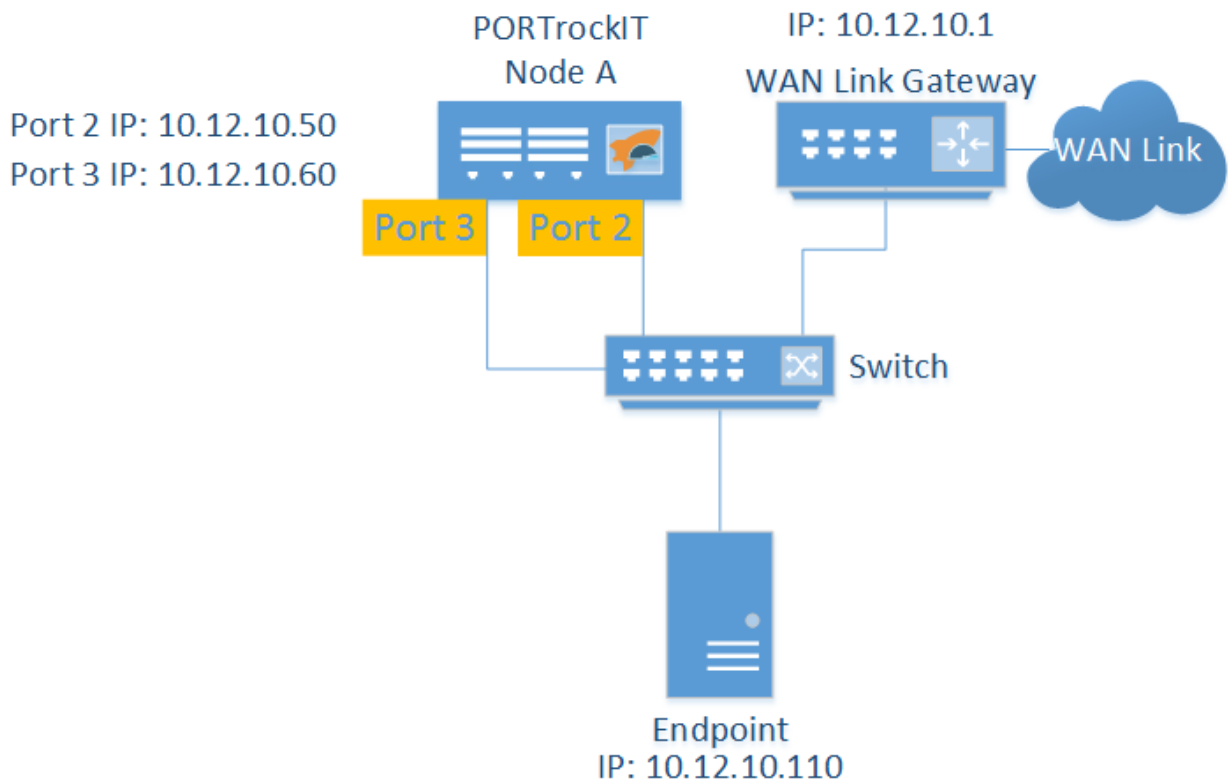 PORTrockIT
Node A
IP: 10.12.10.1
WAN Link Gateway
Port 2 IP: 10.12.10.50
Port 3 IP: 10.12.10.60
WAN Link
Port 3
Port 2
Switch
Endpoint
IP: 10.12.10.110